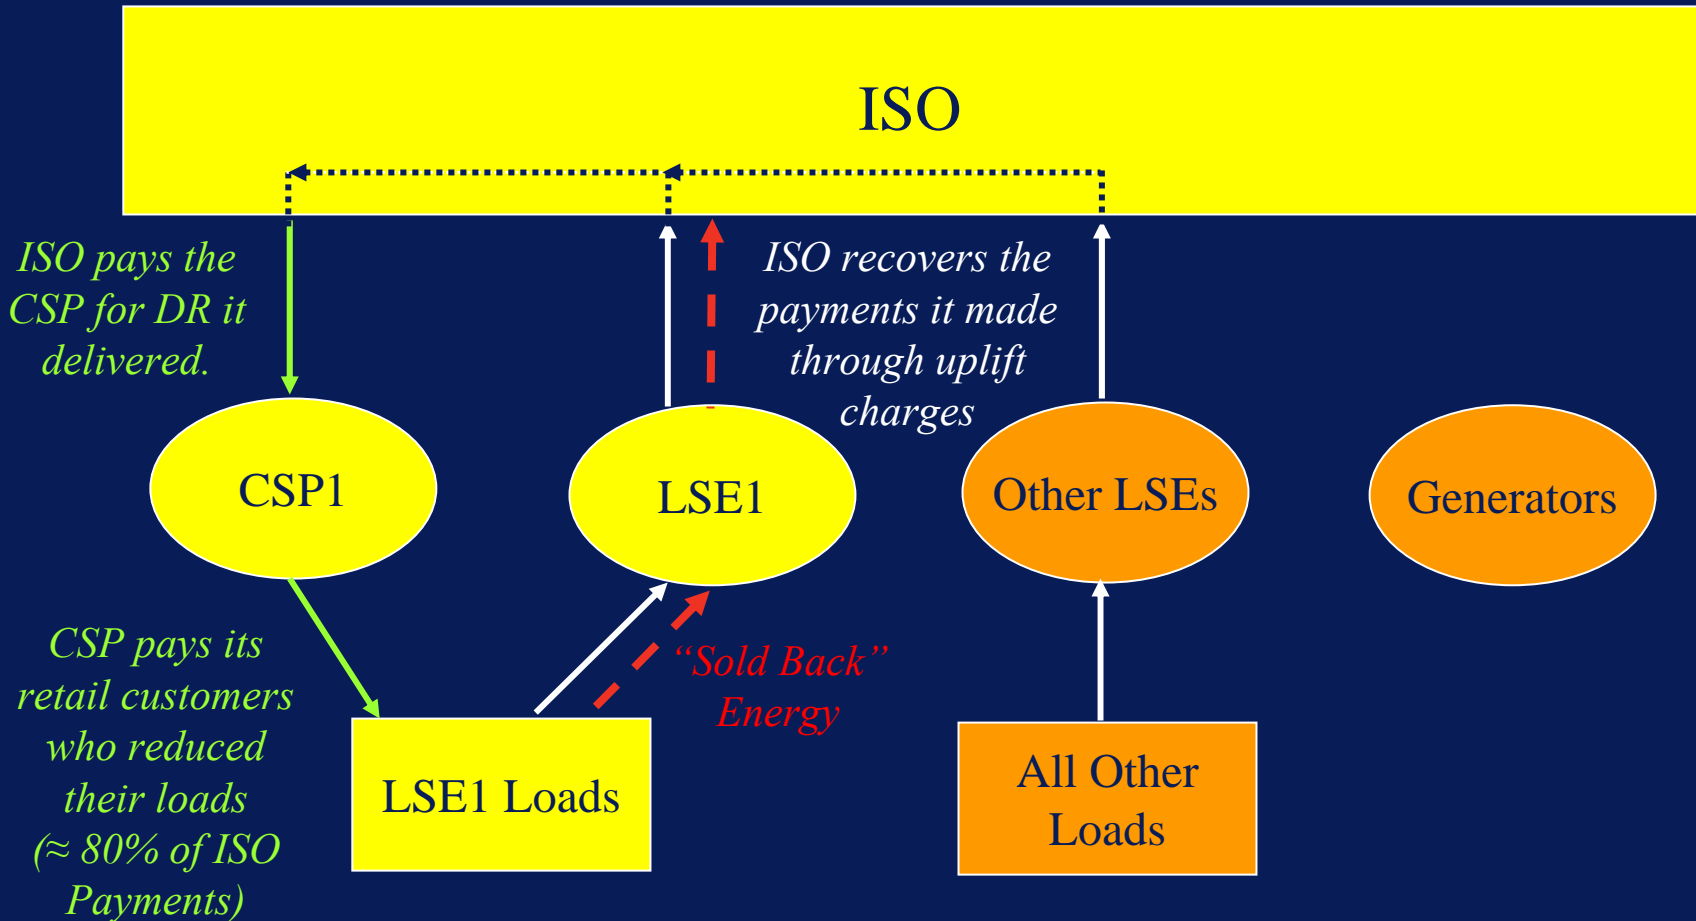 ISO
ISO pays the
CSP for DR it
delivered.
ISO recovers the
payments it made
through uplift
charges
CSP1
LSE1
Other LSEs
Generators
CSP pays its
retail customers
who reduced
their loads
(≈ 80% of ISO
Payments)
“Sold Back”
Energy
LSE1 Loads
All Other
Loads